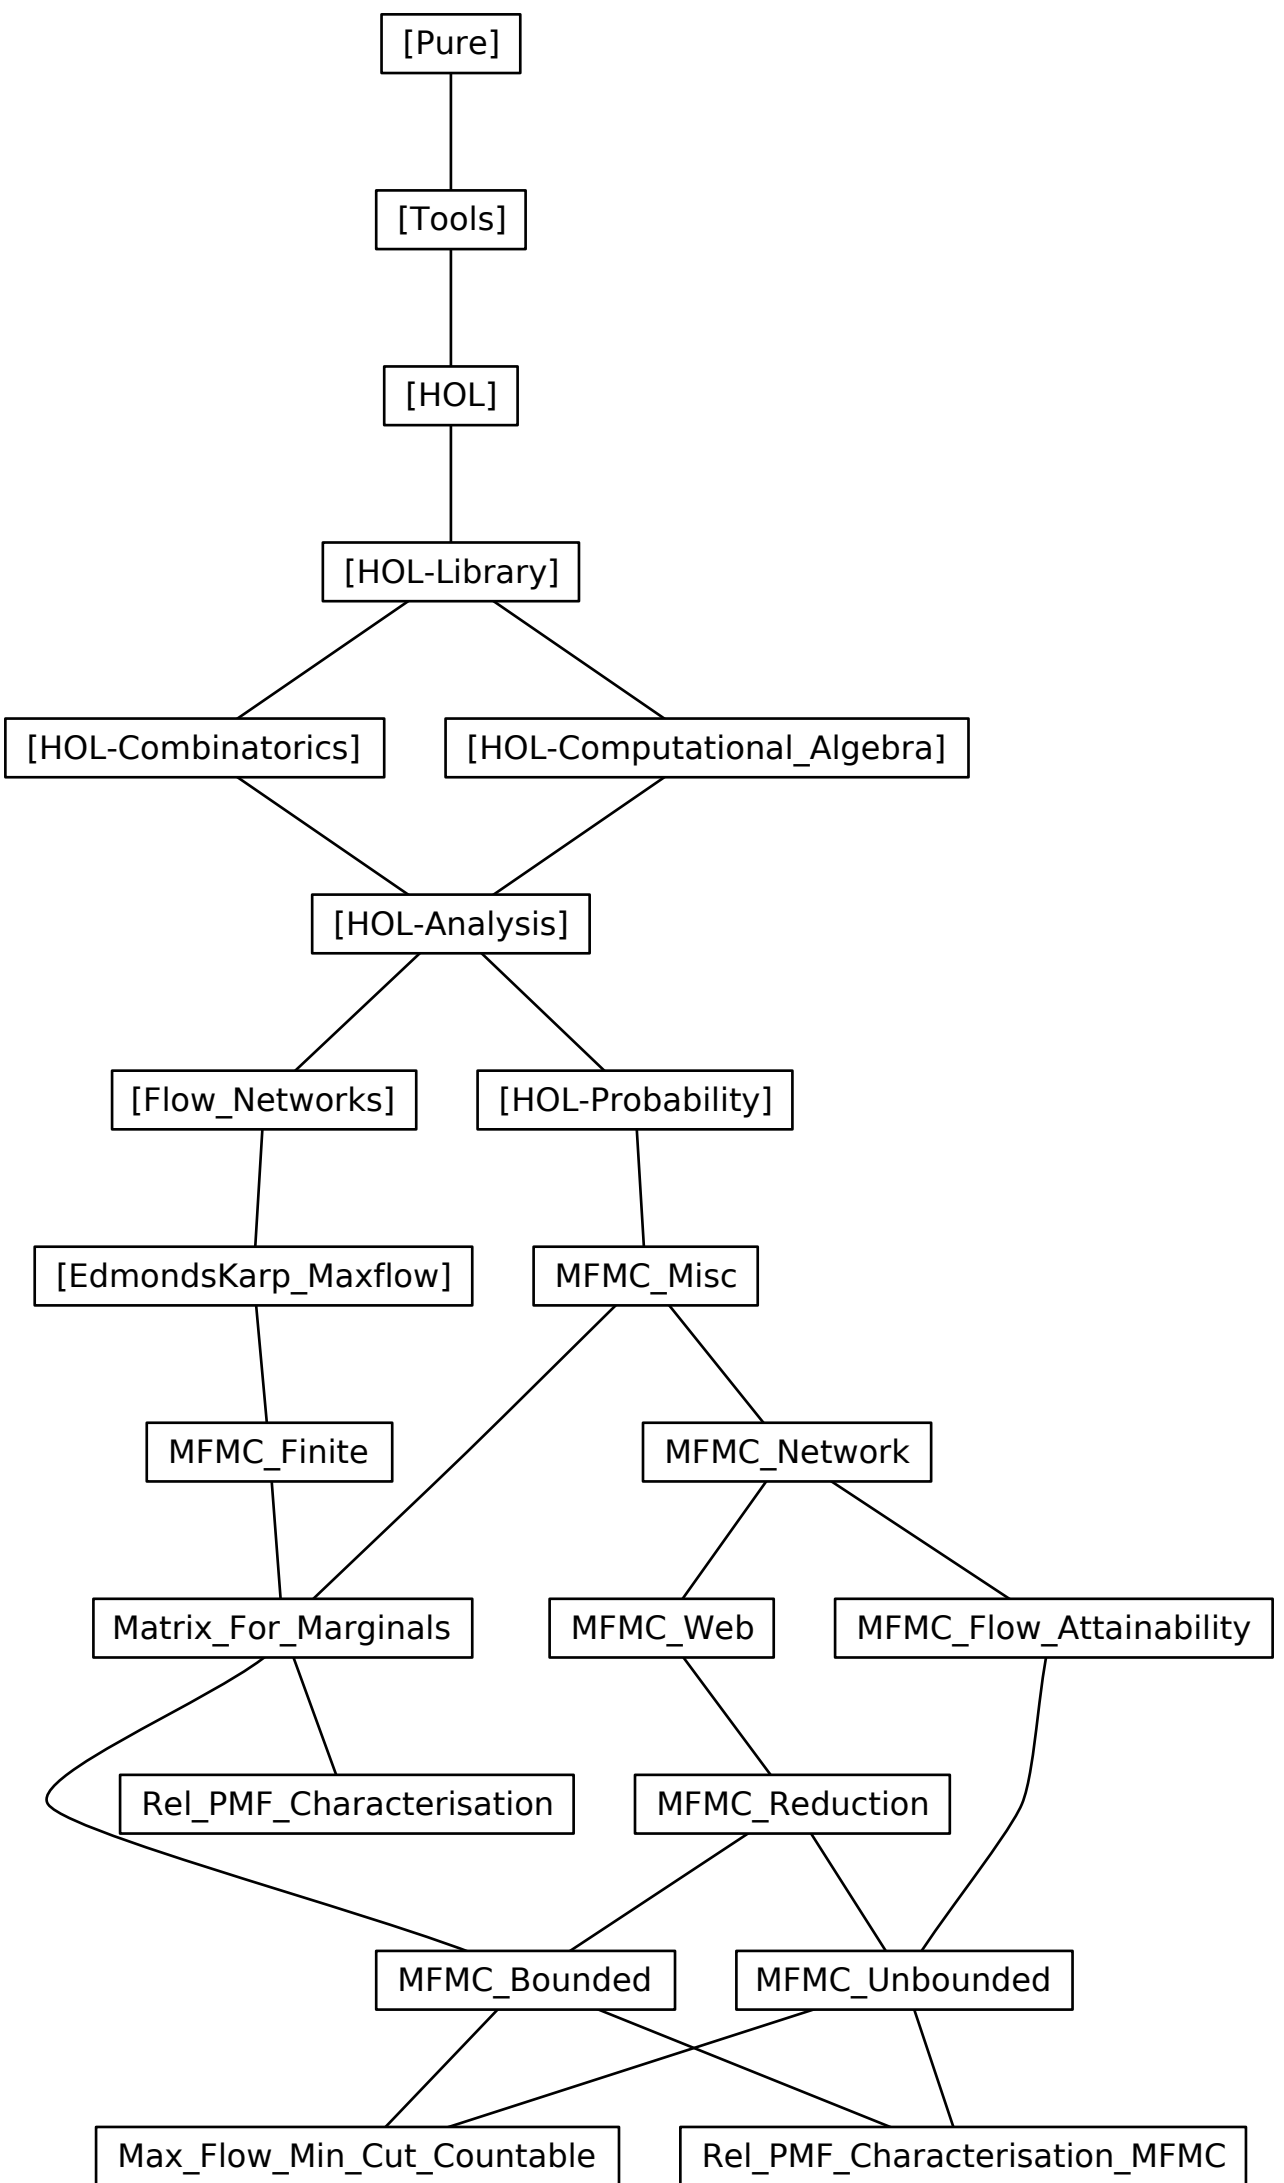 [Pure]
[Tools]
[HOL]
[HOL-Library]
[HOL-Combinatorics]
[HOL-Computational_Algebra]
[HOL-Analysis]
[Flow_Networks]
[HOL-Probability]
[EdmondsKarp_Maxflow]
MFMC_Misc
MFMC_Finite
MFMC_Network
Matrix_For_Marginals
MFMC_Web
MFMC_Flow_Attainability
Rel_PMF_Characterisation
MFMC_Reduction
MFMC_Bounded
MFMC_Unbounded
Max_Flow_Min_Cut_Countable
Rel_PMF_Characterisation_MFMC